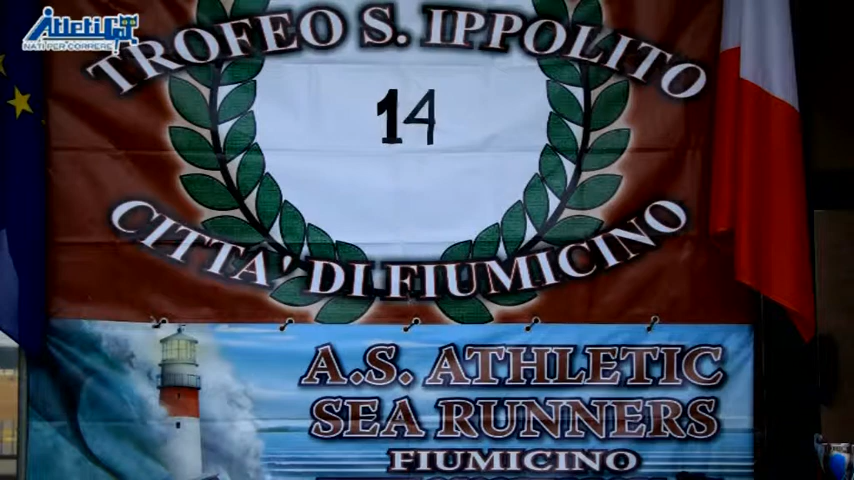 AtletiCa
NATI PER CORRERE
TROFEO S. IPPOLITO
14
CITTA' DI FIUMICINO
A.S. ATHLETIC
SEA RUNNERS
FIUMICINO